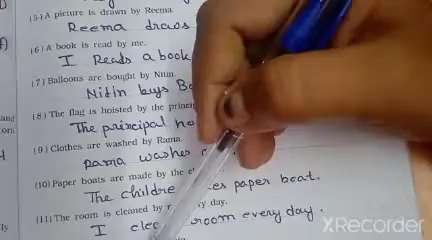 (5) A picture is drawn by Reema.
Reema draws
(6) A book is read by me.
I Reads a book
(7) Balloons are bought by Nitin.
Nitin buys
(8) The flag is hoisted by the
The principal
(9) Clothes are washed by Rama.
Rama washes
(10) Paper boats are made by the
The paper beat.
(11) The room is cleaned by day.
I room every day.
XRecorder